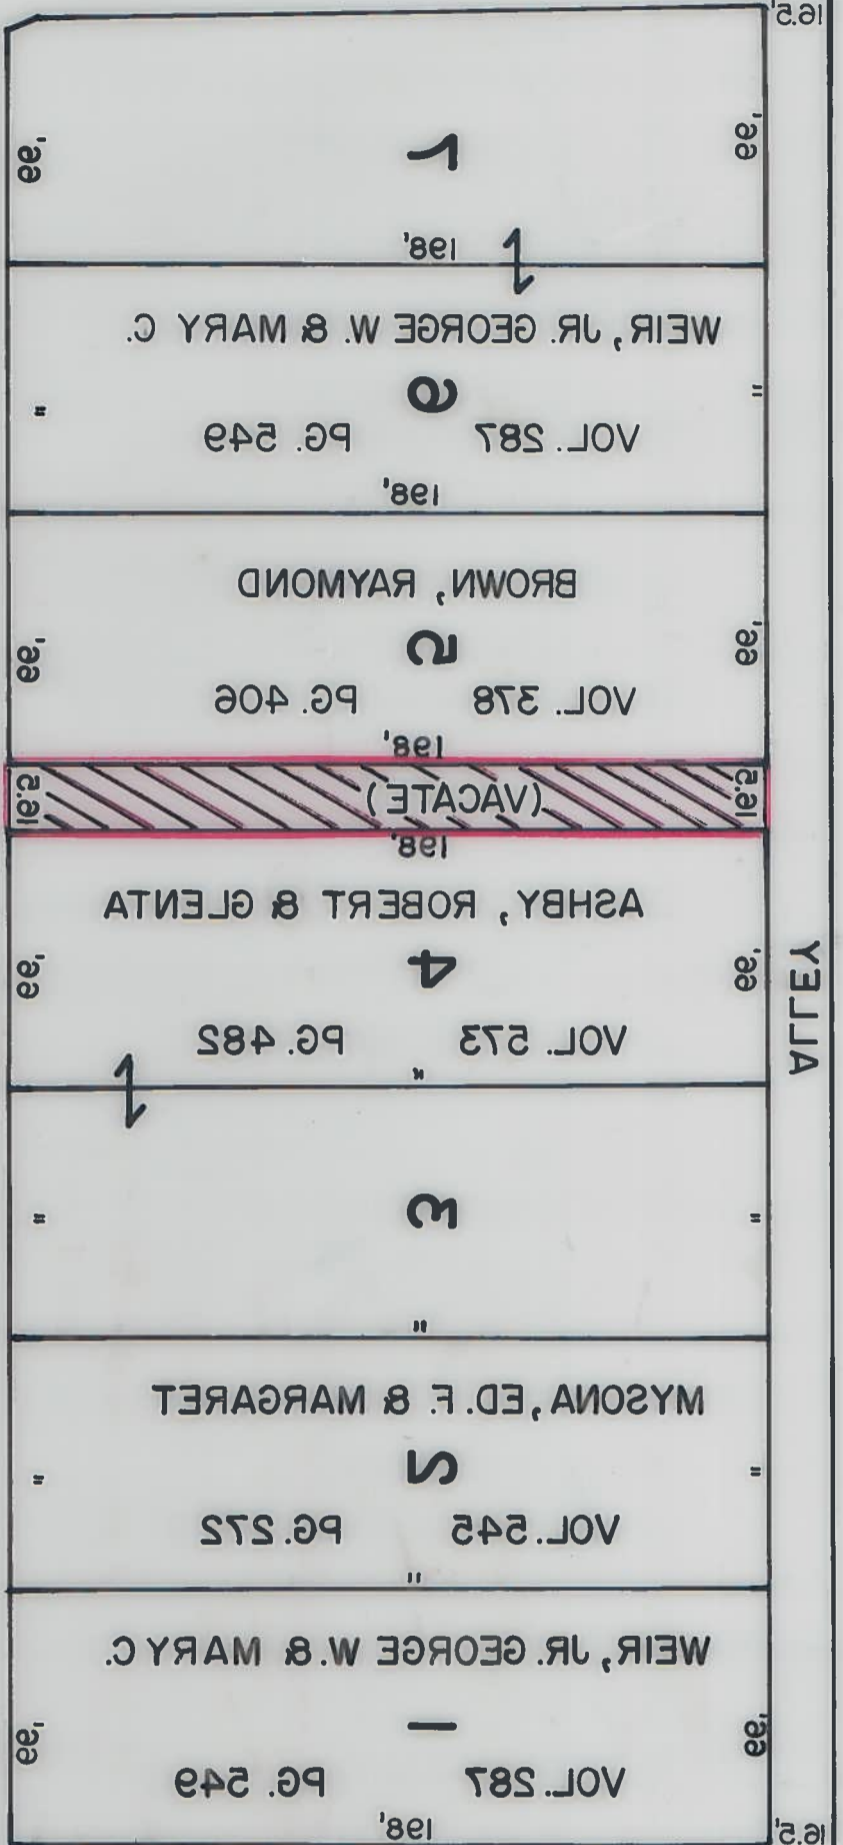 16.5'
7
66'
66'
198'
WEIR, JR. GEORGE W. & MARY C.
6
"
"
VOL. 287 PG. 549
198'
BROWN, RAYMOND
5
66'
66'
VOL. 378 PG. 406
198'
16.5' (VACATE) 16.5'
198'
ASHBY, ROBERT & GLENTA
4
66'
66'
VOL. 573 PG. 482
"
ALLEY
3
"
"
"
MYSONA, ED. F. & MARGARET
2
"
"
VOL. 545 PG. 272
"
WEIR, JR. GEORGE W. & MARY C.
1
66'
66'
VOL. 287 PG. 549
198'
16.5'